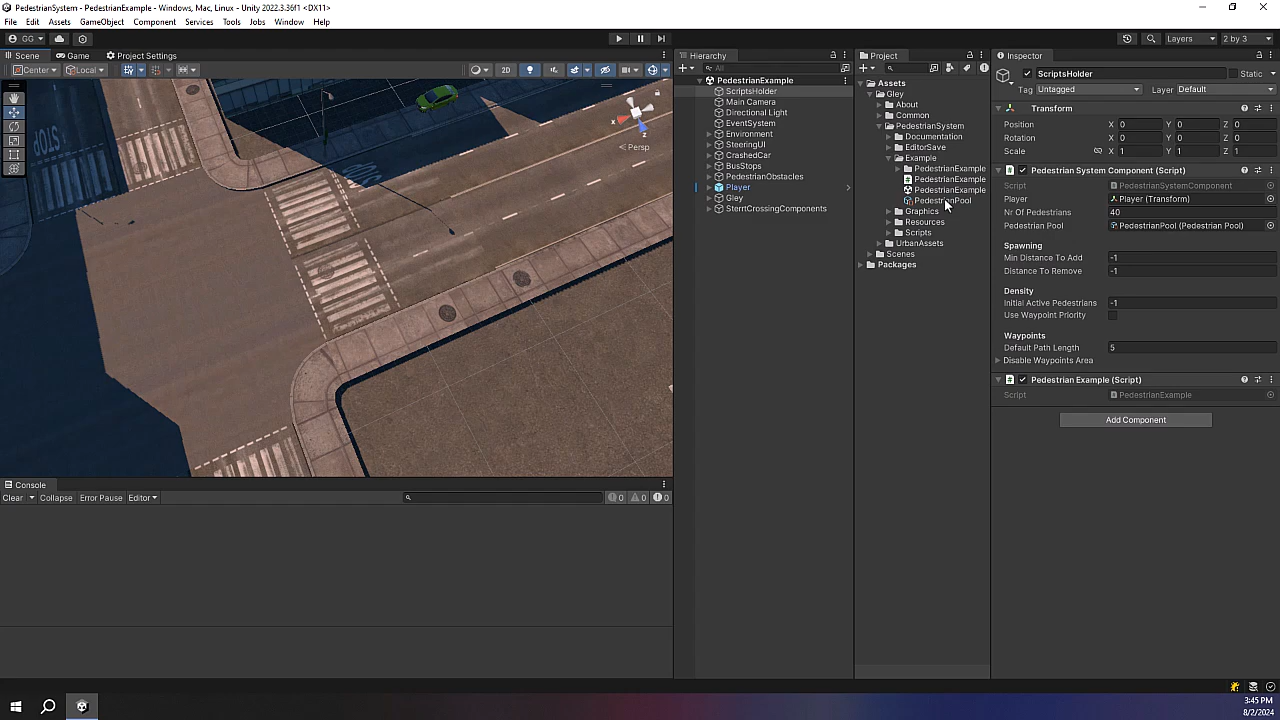 PedestrianSystem - PedestrianExample - Windows, Mac, Linux - Unity 2022.3.36f1 <DX11>
File Edit Assets GameObject Component Services Tools Jobs Window Help
GG Layers 2 by 3
Scene Game Project Settings
Center Local 2D
STOP
x
z
Persp
Console
Clear Collapse Error Pause Editor 0 0 0
Hierarchy
All
PedestrianExample
ScriptsHolder
Main Camera
Directional Light
EventSystem
Environment
SteeringUI
CrashedCar
BusStops
PedestrianObstacles
Player
Gley
StertCrossingComponents
Project
Assets
Gley
About
Common
PedestrianSystem
Documentation
EditorSave
Example
PedestrianExample
PedestrianExample
PedestrianExample
PedestrianPool
Graphics
Resources
Scripts
UrbanAssets
Scenes
Packages
Inspector
ScriptsHolder Static
Tag Untagged Layer Default
Transform
Position X 0 Y 0 Z 0
Rotation X 0 Y 0 Z 0
Scale X 1 Y 1 Z 1
Pedestrian System Component (Script)
Script PedestrianSystemComponent
Player Player (Transform)
Nr Of Pedestrians 40
Pedestrian Pool PedestrianPool (Pedestrian Pool)
Spawning
Min Distance To Add -1
Distance To Remove -1
Density
Initial Active Pedestrians -1
Use Waypoint Priority
Waypoints
Default Path Length 5
Disable Waypoints Area
Pedestrian Example (Script)
Script PedestrianExample
Add Component
3:45 PM
8/2/2024